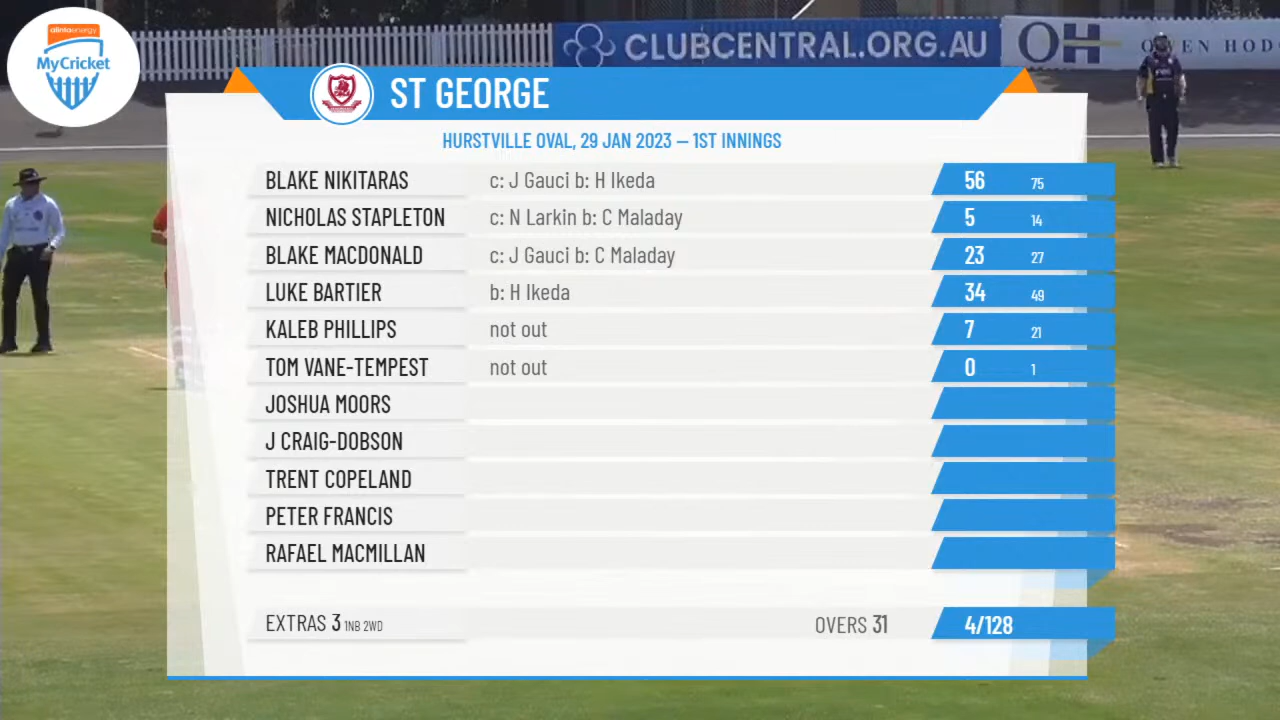 alintaenergy
MyCricket
CLUBCENTRAL.ORG.AU
OH
ST GEORGE
HURSTVILLE OVAL, 29 JAN 2023 – 1ST INNINGS
BLAKE NIKITARAS c: J Gauci b: H Ikeda 56 75
NICHOLAS STAPLETON c: N Larkin b: C Maladay 5 14
BLAKE MACDONALD c: J Gauci b: C Maladay 23 27
LUKE BARTIER b: H Ikeda 34 49
KALEB PHILLIPS not out 7 21
TOM VANE-TEMPEST not out 0 1
JOSHUA MOORS
J CRAIG-DOBSON
TRENT COPELAND
PETER FRANCIS
RAFAEL MACMILLAN
EXTRAS 3 1NB 2WD OVERS 31 4/128